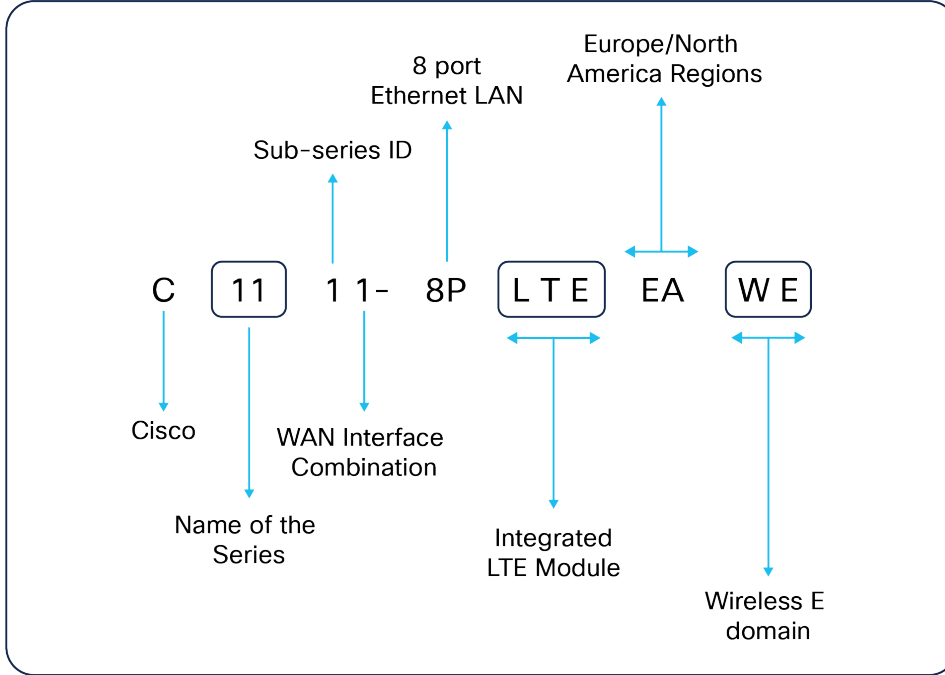 Europe/North
America Regions
8 port
Ethernet LAN
Sub-series ID
C 11 1 1- 8P L T E EA W E
Cisco
WAN Interface
Combination
Name of the
Series
Integrated
LTE Module
Wireless E
domain